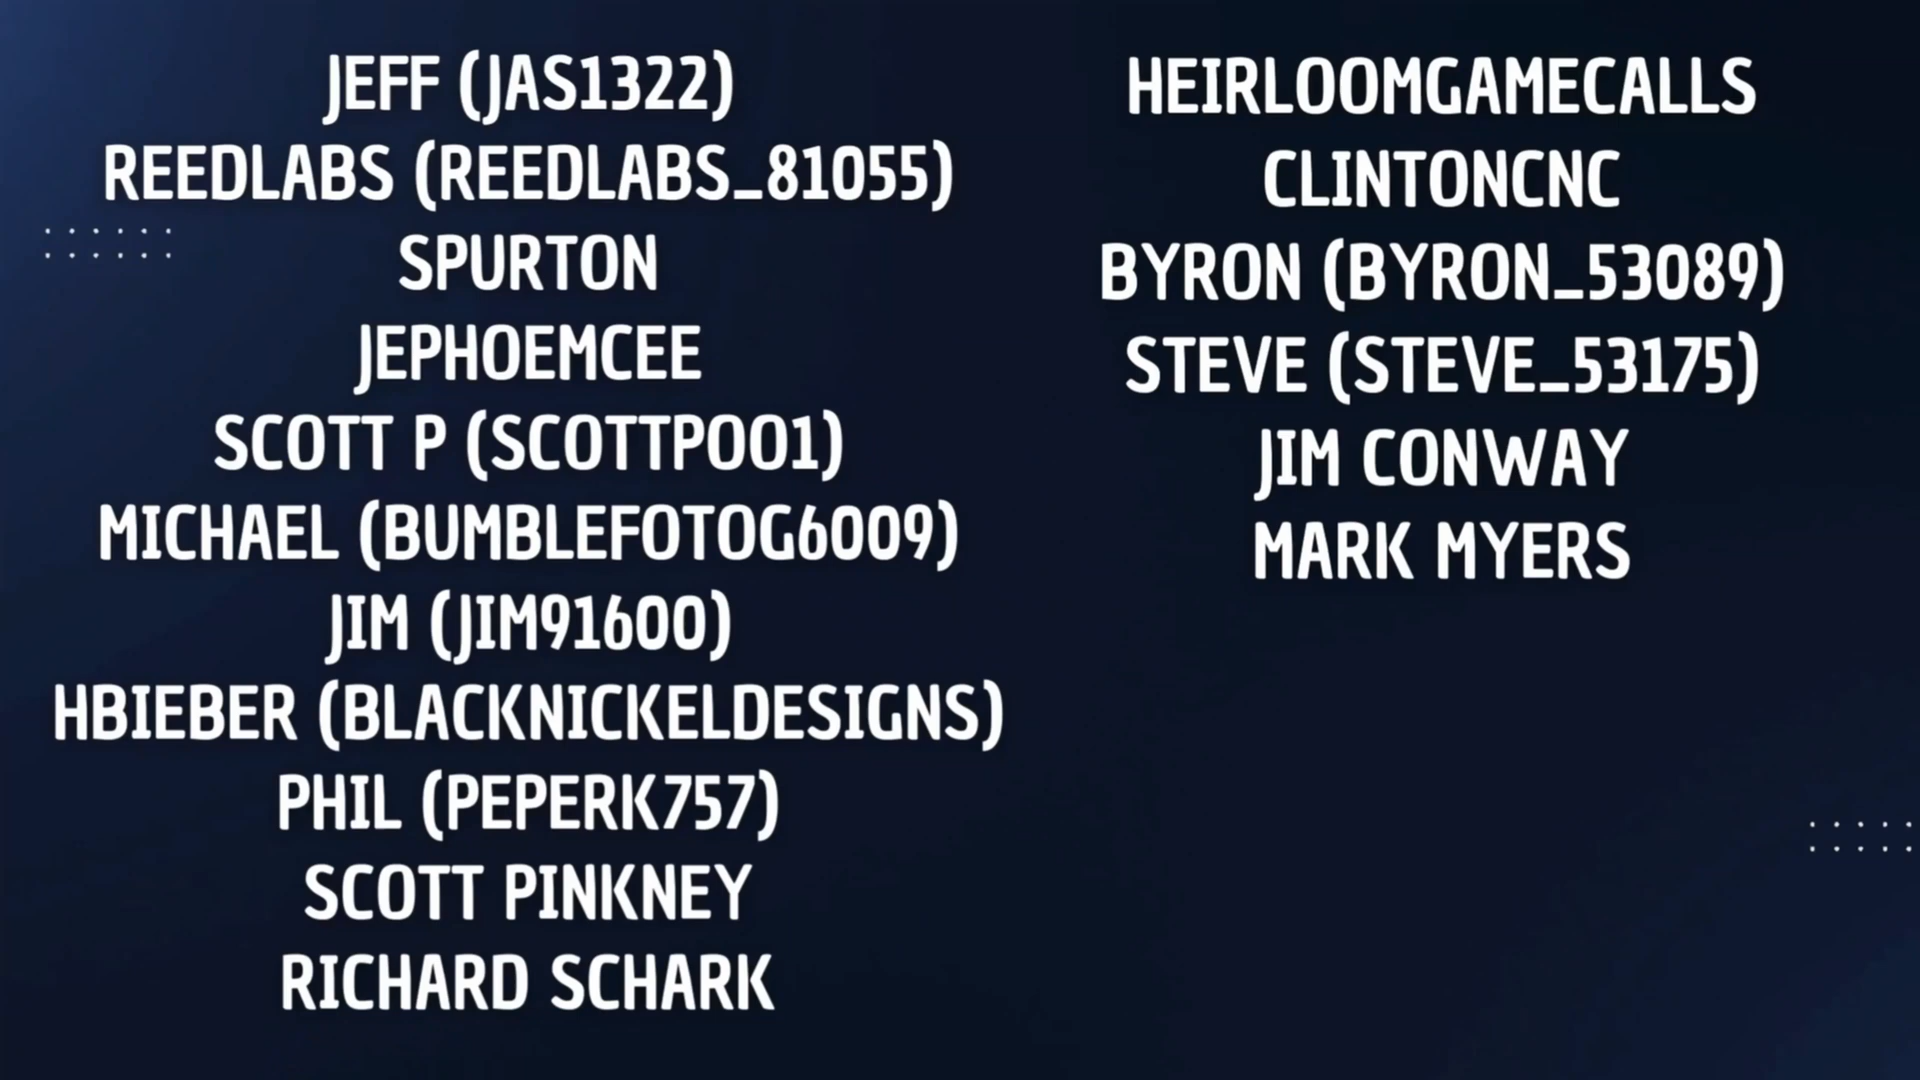 JEFF (JAS1322)
REEDLABS (REEDLABS_81055)
SPURTON
JEPHOEMCEE
SCOTT P (SCOTTP001)
MICHAEL (BUMBLEFOTOG6009)
JIM (JIM91600)
HBIEBER (BLACKNICKELDESIGNS)
PHIL (PEPERK757)
SCOTT PINKNEY
RICHARD SCHARK
HEIRLOOMGAMECALLS
CLINTONCNC
BYRON (BYRON_53089)
STEVE (STEVE_53175)
JIM CONWAY
MARK MYERS